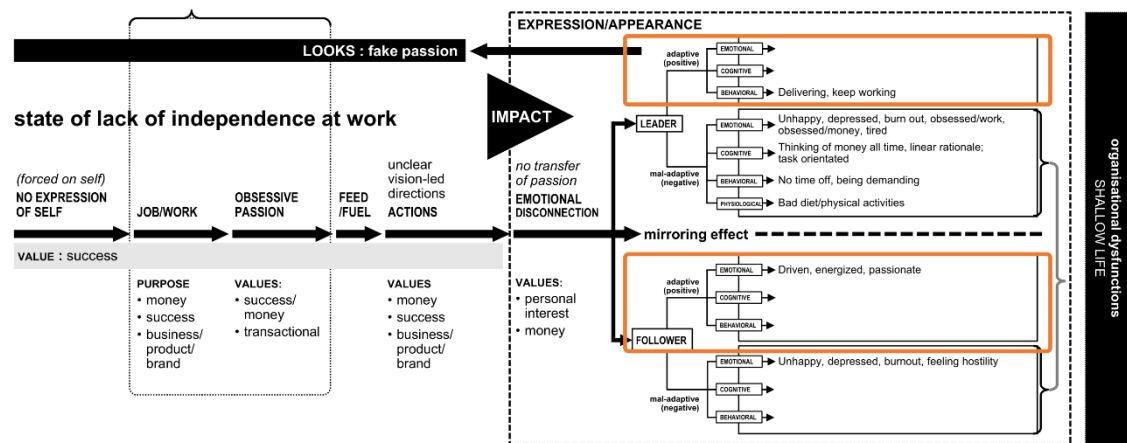 EXPRESSION/APPEARANCE
LOOKS : fake passion
state of lack of independence at work
IMPACT
(forced on self)
NO EXPRESSION
OF SELF
JOB/WORK
OBSESSIVE
PASSION
FEED
/FUEL
unclear
vision-led
directions
ACTIONS
no transfer
of passion
EMOTIONAL
DISCONNECTION
VALUE : success
PURPOSE
• money
• success
• business/
product/
brand
VALUES:
• success/
money
• transactional
VALUES
• money
• success
• business/
product/
brand
VALUES:
• personal
interest
• money
LEADER
adaptive
(positive)
EMOTIONAL
COGNITIVE
BEHAVIORAL
Delivering, keep working
mal-adaptive
(negative)
EMOTIONAL
Unhappy, depressed, burn out, obsessed/work,
obsessed/money, tired
COGNITIVE
Thinking of money all time, linear rationale;
task orientated
BEHAVIORAL
No time off, being demanding
PHYSIOLOGICAL
Bad diet/physical activities
mirroring effect
FOLLOWER
adaptive
(positive)
EMOTIONAL
Driven, energized, passionate
COGNITIVE
BEHAVIORAL
mal-adaptive
(negative)
EMOTIONAL
Unhappy, depressed, burnout, feeling hostility
COGNITIVE
BEHAVIORAL
organisational dysfunctions
SHALLOW LIFE